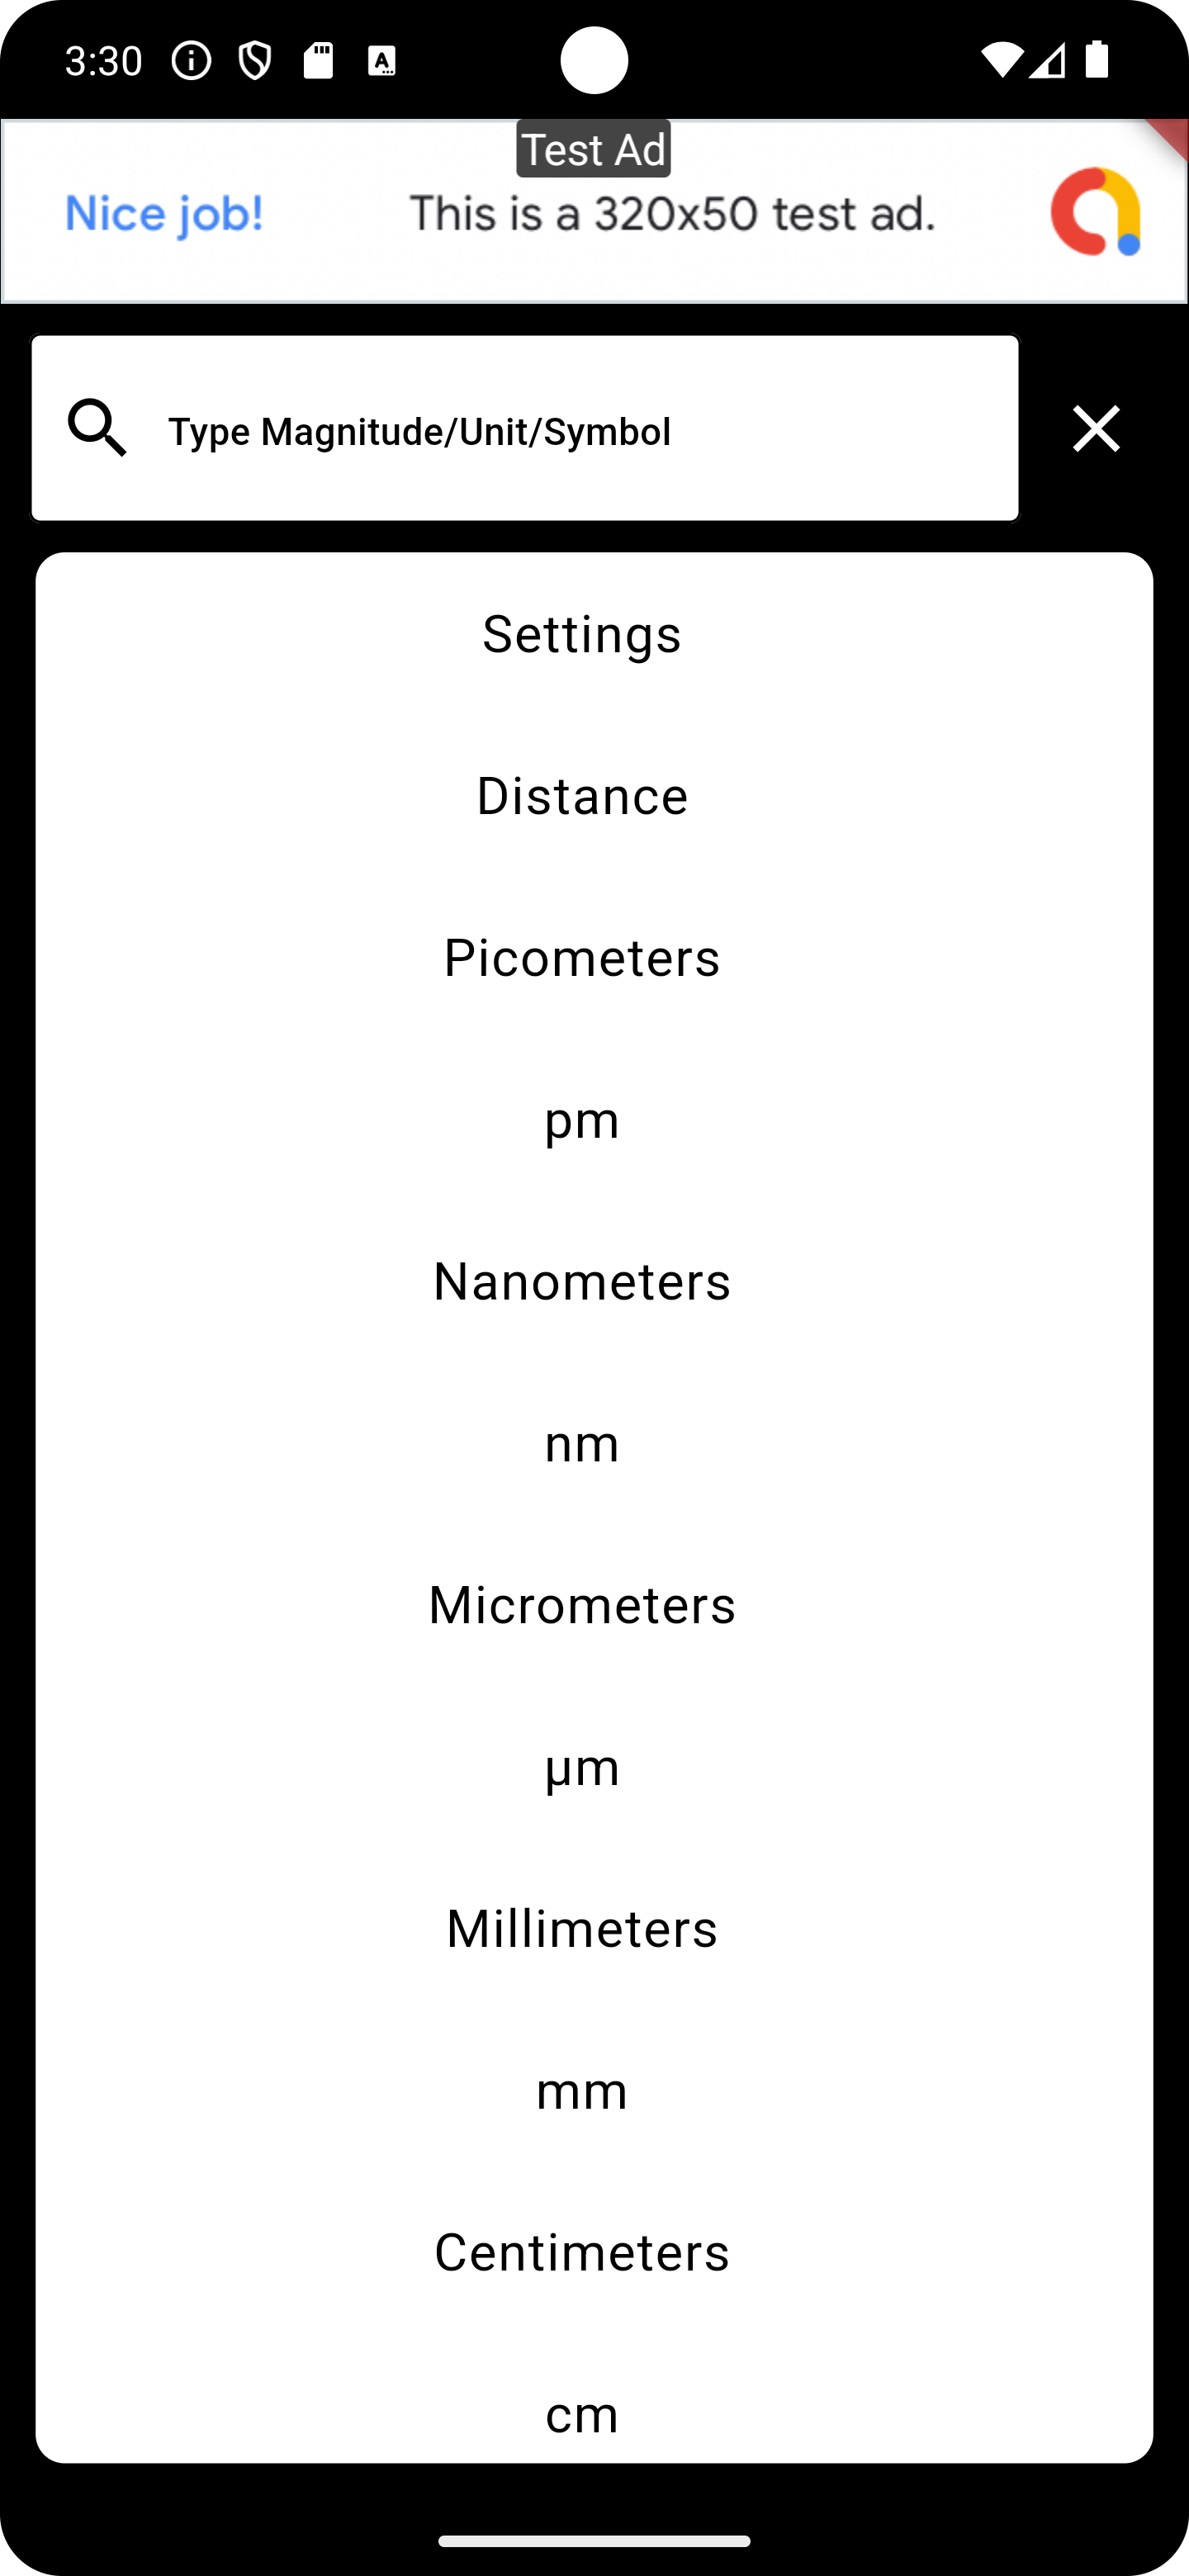 3:30
Test Ad
Nice job! This is a 320x50 test ad.
Type Magnitude/Unit/Symbol
Settings
Distance
Picometers
pm
Nanometers
nm
Micrometers
µm
Millimeters
mm
Centimeters
cm